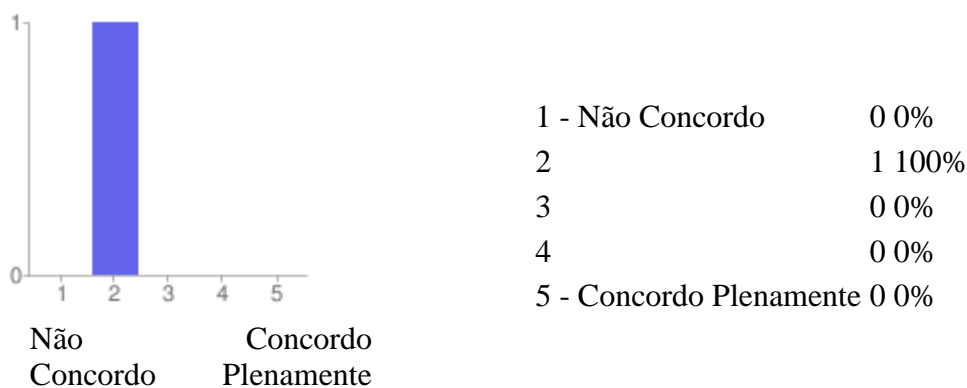 1
0
1 2 3 4 5
Não Concordo
Concordo Plenamente
1 - Não Concordo 0 0%
2 1 100%
3 0 0%
4 0 0%
5 - Concordo Plenamente 0 0%